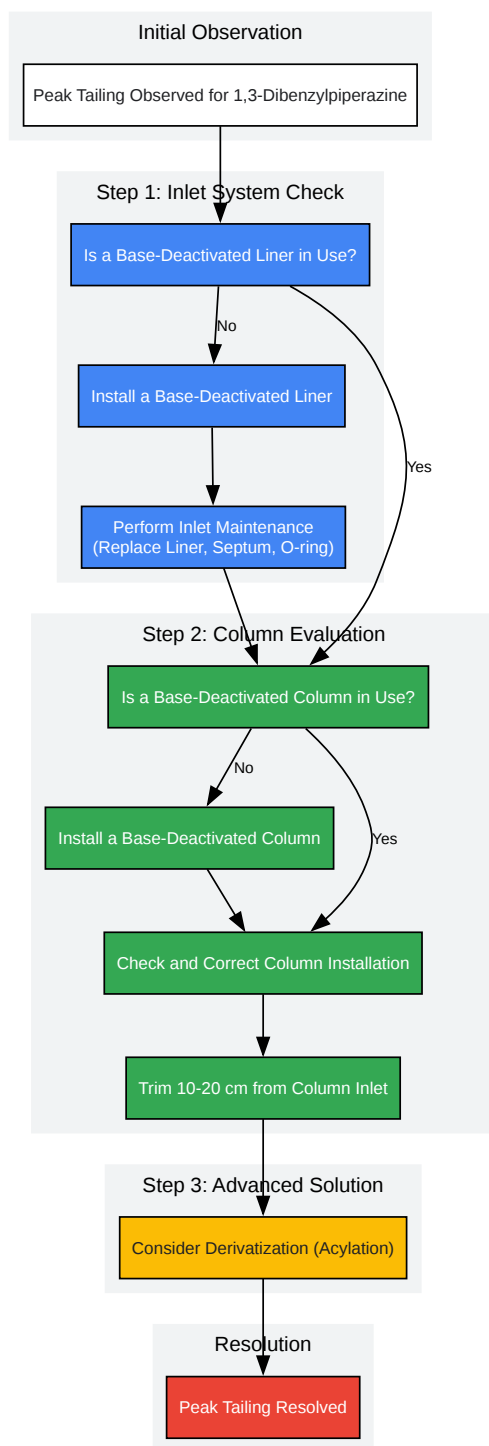 Initial Observation
Peak Tailing Observed for 1,3-Dibenzylpiperazine
Step 1: Inlet System Check
Is a Base-Deactivated Liner in Use?
No
Install a Base-Deactivated Liner
Yes
Perform Inlet Maintenance
(Replace Liner, Septum, O-ring)
Step 2: Column Evaluation
Is a Base-Deactivated Column in Use?
No
Install a Base-Deactivated Column
Yes
Check and Correct Column Installation
Trim 10-20 cm from Column Inlet
Step 3: Advanced Solution
Consider Derivatization (Acylation)
Resolution
Peak Tailing Resolved